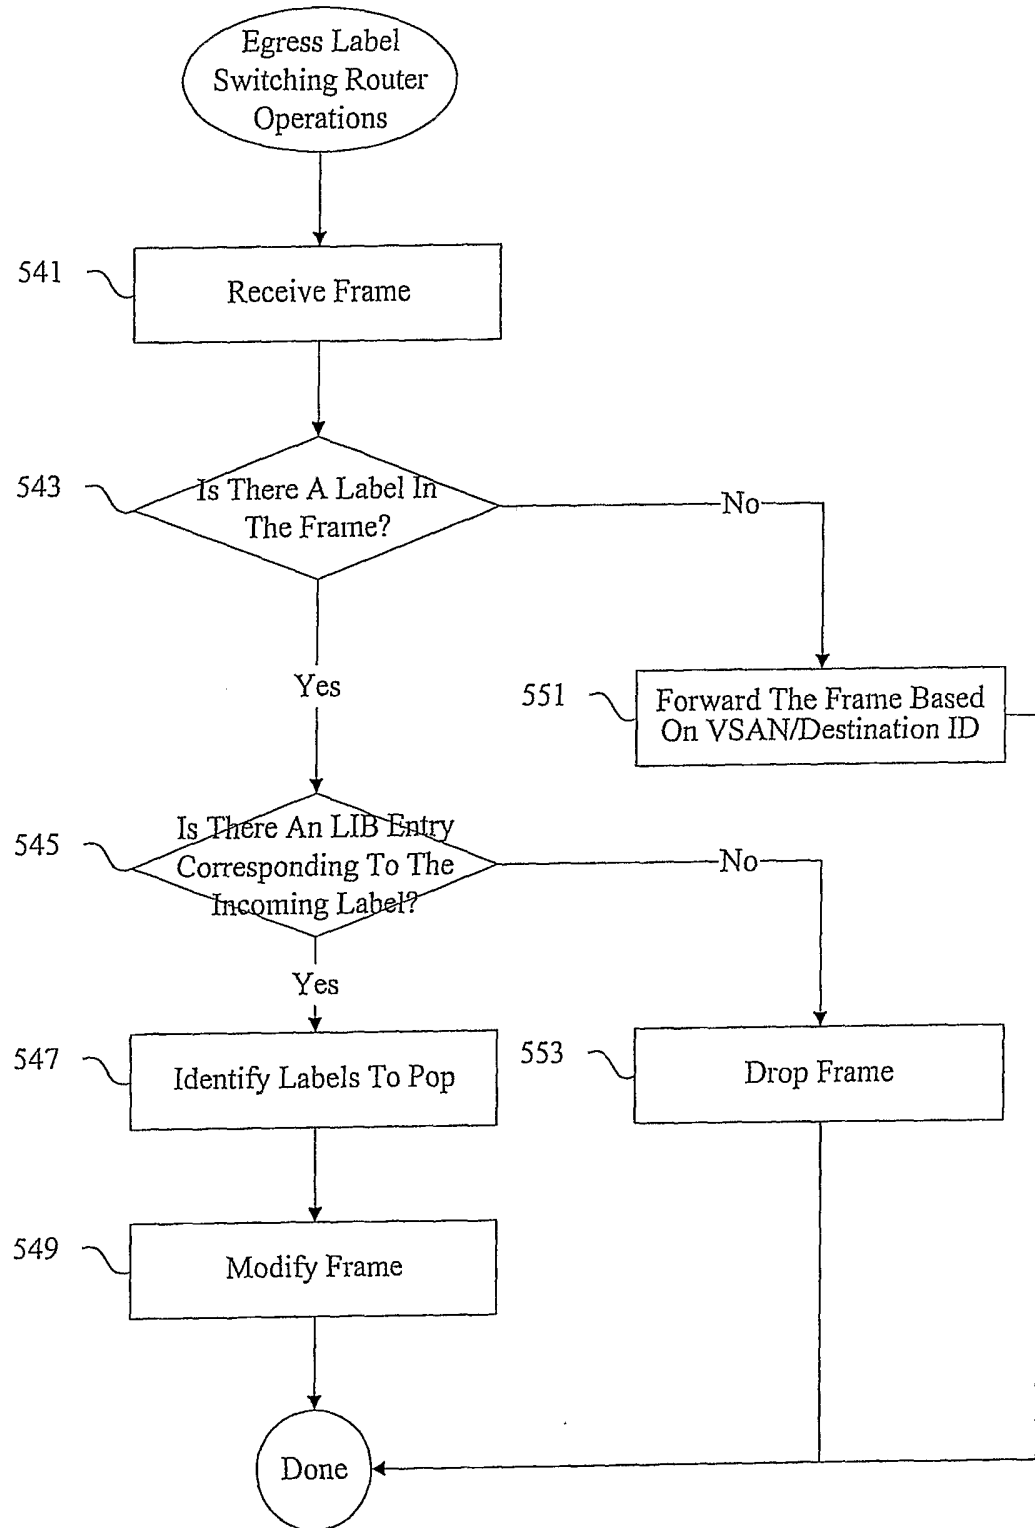 Egress Label
Switching Router
Operations
541
Receive Frame
543
Is There A Label In
The Frame?
No
Yes
551
Forward The Frame Based
On VSAN/Destination ID
545
Is There An LIB Entry
Corresponding To The
Incoming Label?
No
Yes
547
Identify Labels To Pop
553
Drop Frame
549
Modify Frame
Done